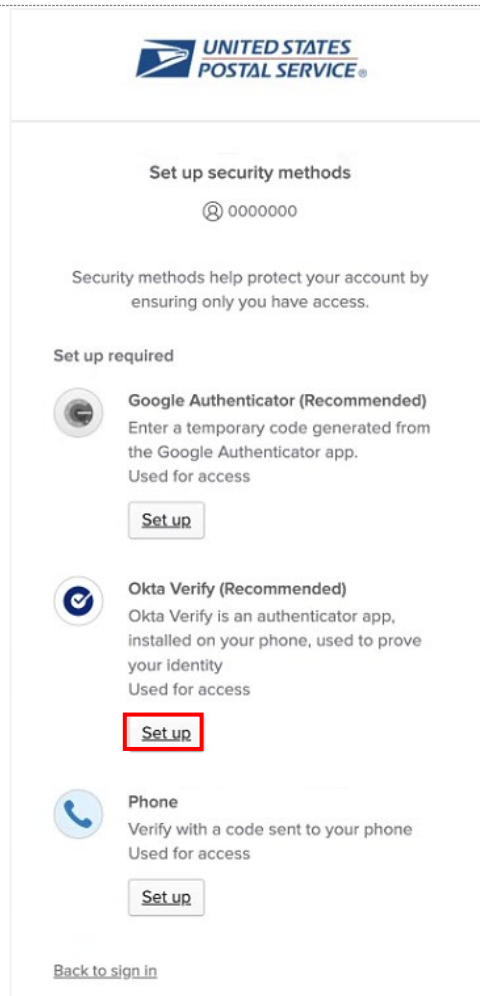 UNITED STATES
POSTAL SERVICE®
Set up security methods
0000000
Security methods help protect your account by
ensuring only you have access.
Set up required
Google Authenticator (Recommended)
Enter a temporary code generated from
the Google Authenticator app.
Used for access
Set up
Okta Verify (Recommended)
Okta Verify is an authenticator app,
installed on your phone, used to prove
your identity
Used for access
Set up
Phone
Verify with a code sent to your phone
Used for access
Set up
Back to sign in